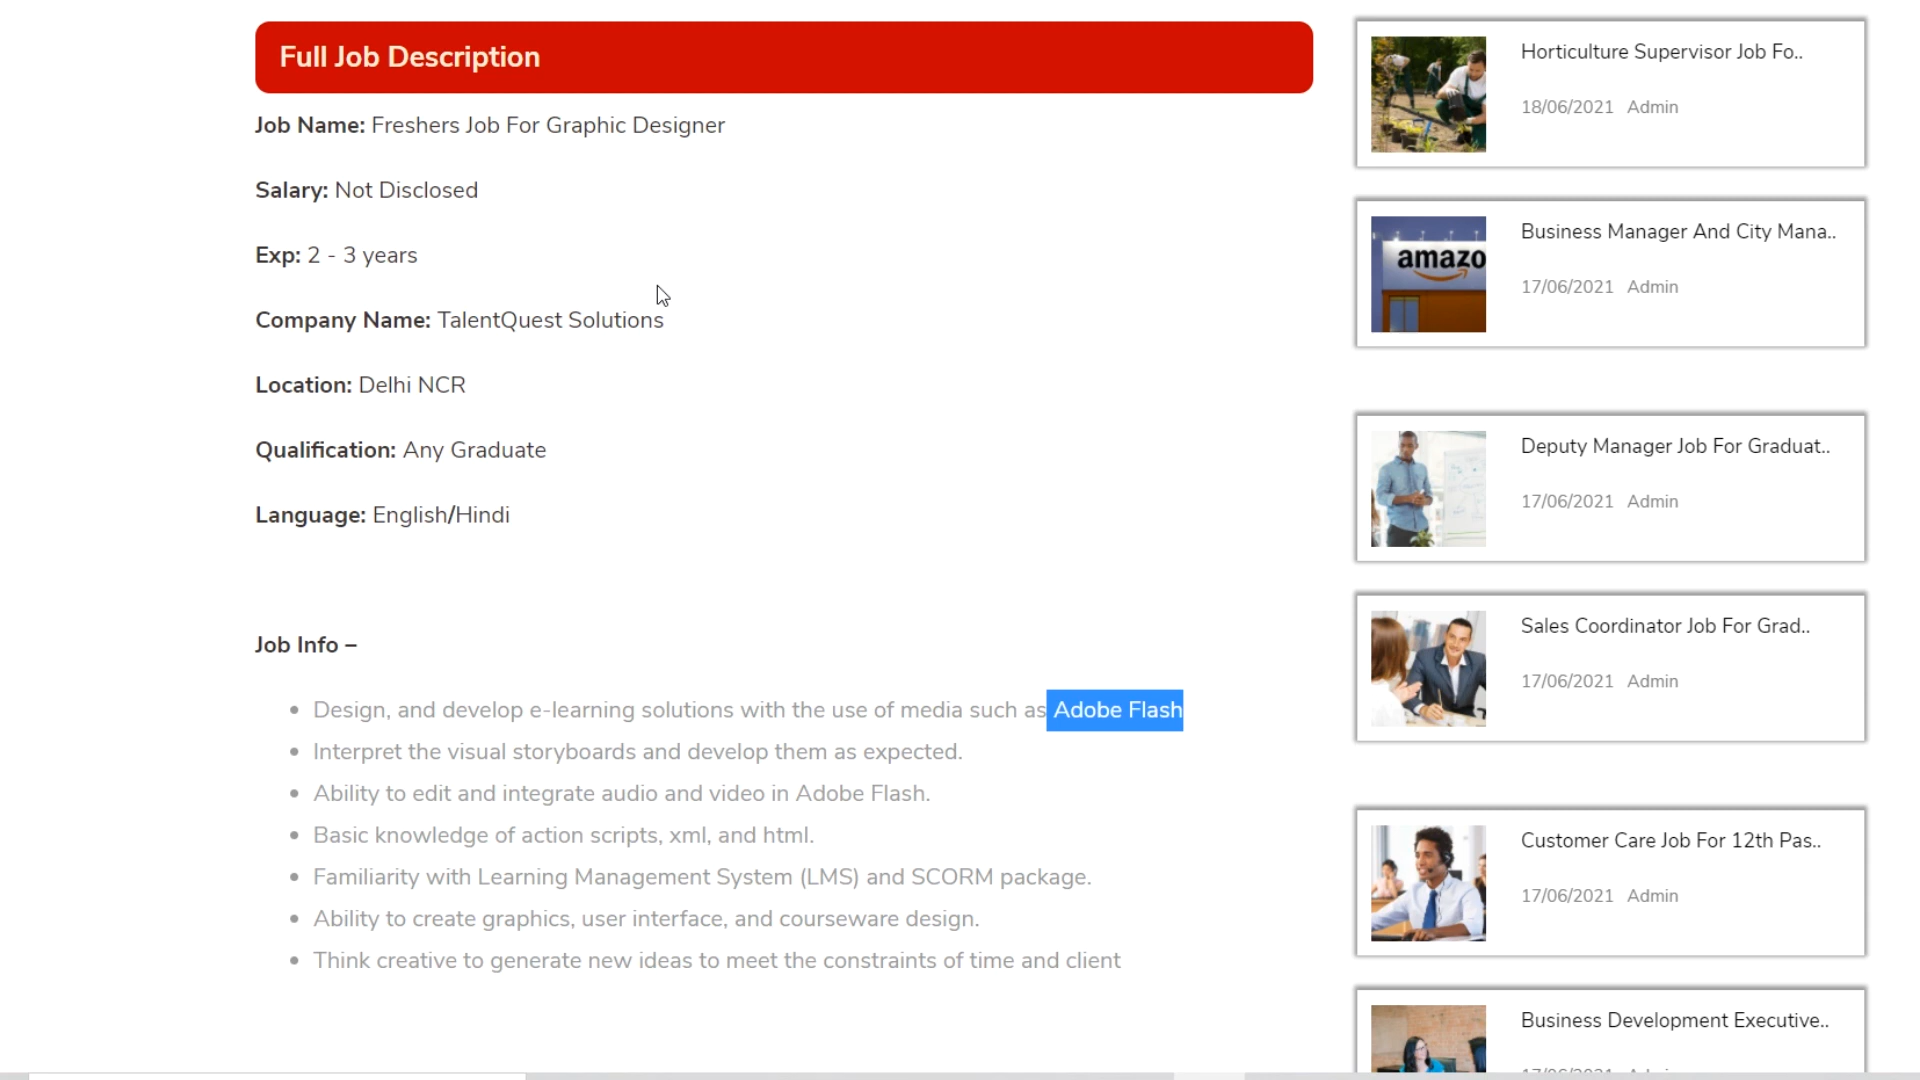 Full Job Description
Job Name: Freshers Job For Graphic Designer
Salary: Not Disclosed
Exp: 2 - 3 years
Company Name: TalentQuest Solutions
Location: Delhi NCR
Qualification: Any Graduate
Language: English/Hindi
Job Info –
Design, and develop e-learning solutions with the use of media such as Adobe Flash
Interpret the visual storyboards and develop them as expected.
Ability to edit and integrate audio and video in Adobe Flash.
Basic knowledge of action scripts, xml, and html.
Familiarity with Learning Management System (LMS) and SCORM package.
Ability to create graphics, user interface, and courseware design.
Think creative to generate new ideas to meet the constraints of time and client
Horticulture Supervisor Job Fo..
18/06/2021 Admin
amazo
Business Manager And City Mana..
17/06/2021 Admin
Deputy Manager Job For Graduat..
17/06/2021 Admin
Sales Coordinator Job For Grad..
17/06/2021 Admin
Customer Care Job For 12th Pas..
17/06/2021 Admin
Business Development Executive..